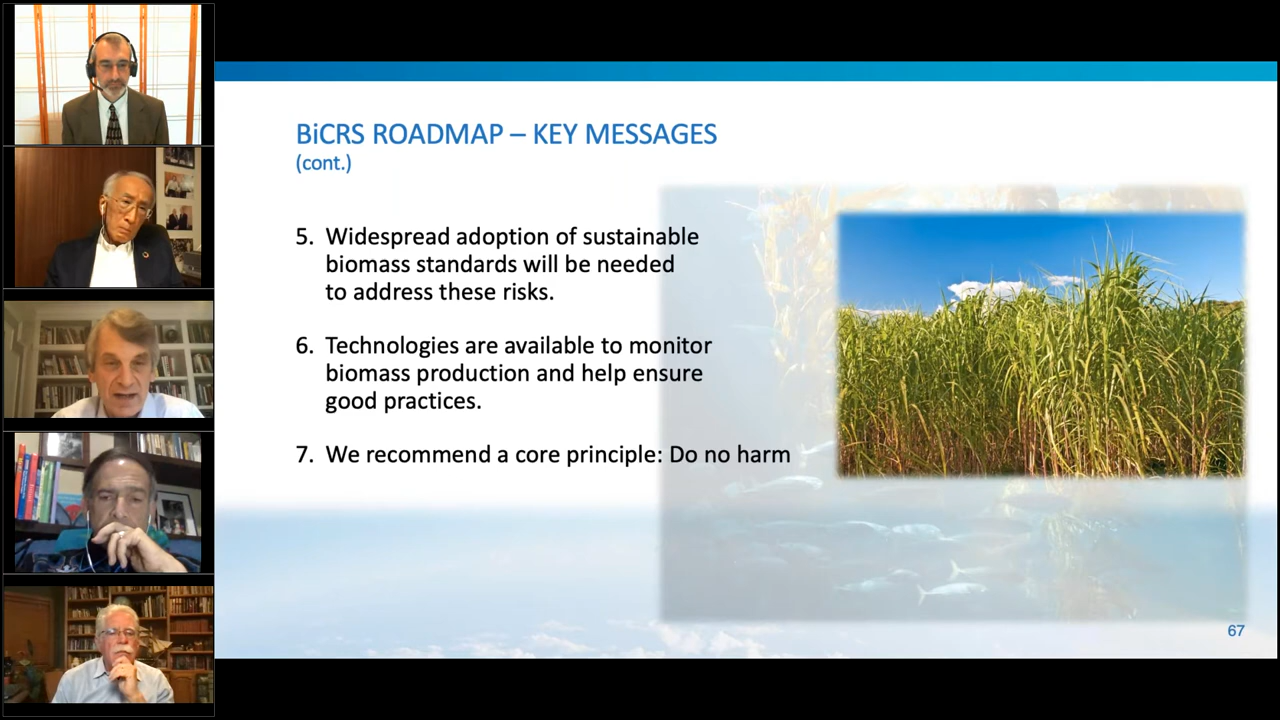 BiCRS ROADMAP – KEY MESSAGES
(cont.)
5. Widespread adoption of sustainable
biomass standards will be needed
to address these risks.
6. Technologies are available to monitor
biomass production and help ensure
good practices.
7. We recommend a core principle: Do no harm
67